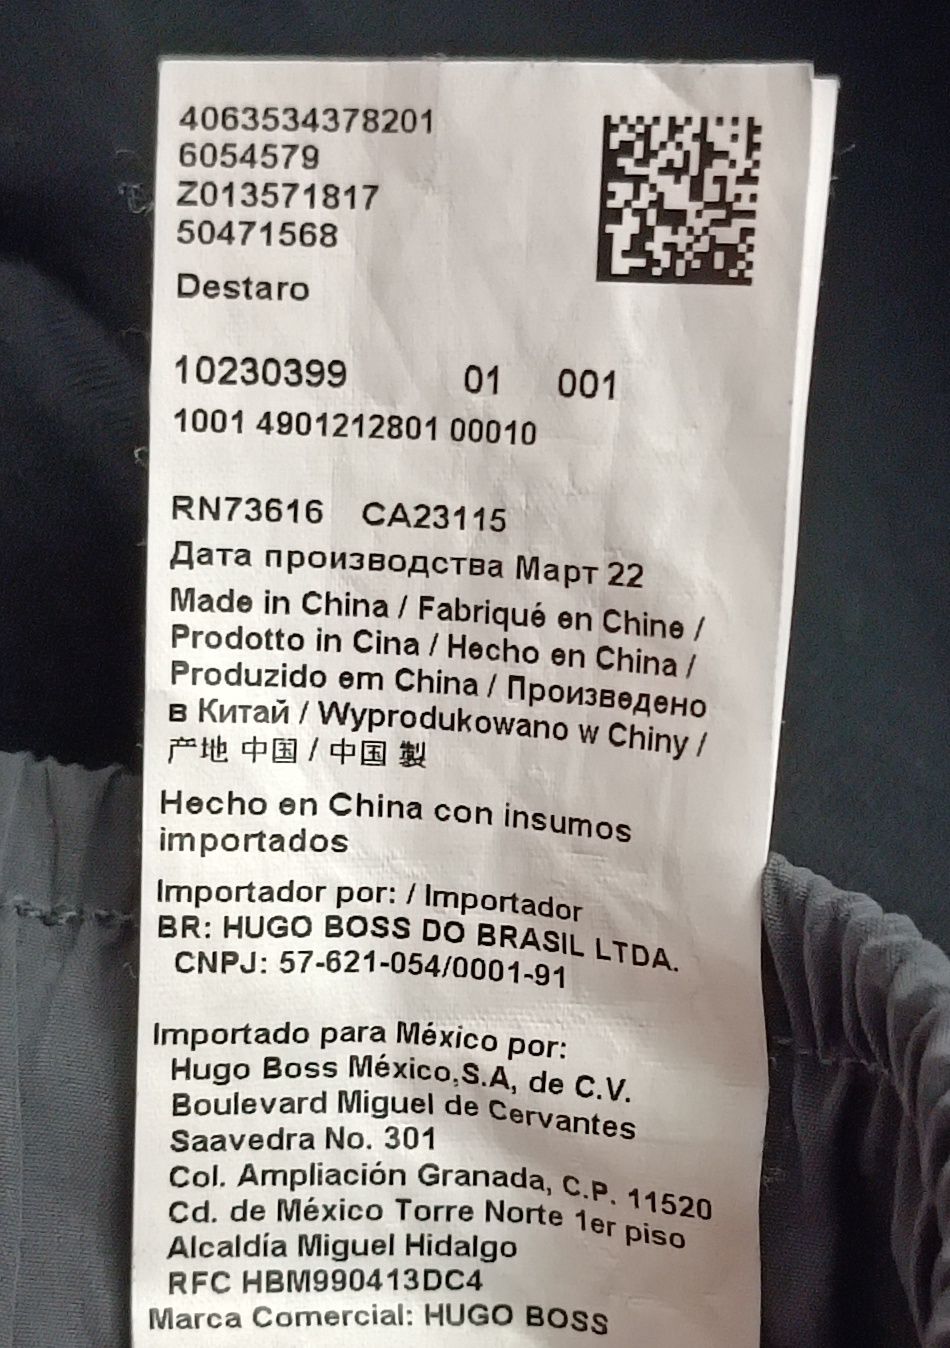 4063534378201
6054579
Z013571817
50471568
Destaro
10230399 01 001
1001 4901212801 00010
RN73616 CA23115
Дата производства Март 22
Made in China / Fabriqué en Chine /
Prodotto in Cina / Hecho en China /
Produzido em China / Произведено
в Китай / Wyprodukowano w Chiny /
产地 中国 / 中国 製
Hecho en China con insumos
importados
Importador por: / Importador
BR: HUGO BOSS DO BRASIL LTDA.
CNPJ: 57-621-054/0001-91
Importado para México por:
Hugo Boss México,S.A, de C.V.
Boulevard Miguel de Cervantes
Saavedra No. 301
Col. Ampliación Granada, C.P. 11520
Cd. de México Torre Norte 1er piso
Alcaldía Miguel Hidalgo
RFC HBM990413DC4
Marca Comercial: HUGO BOSS